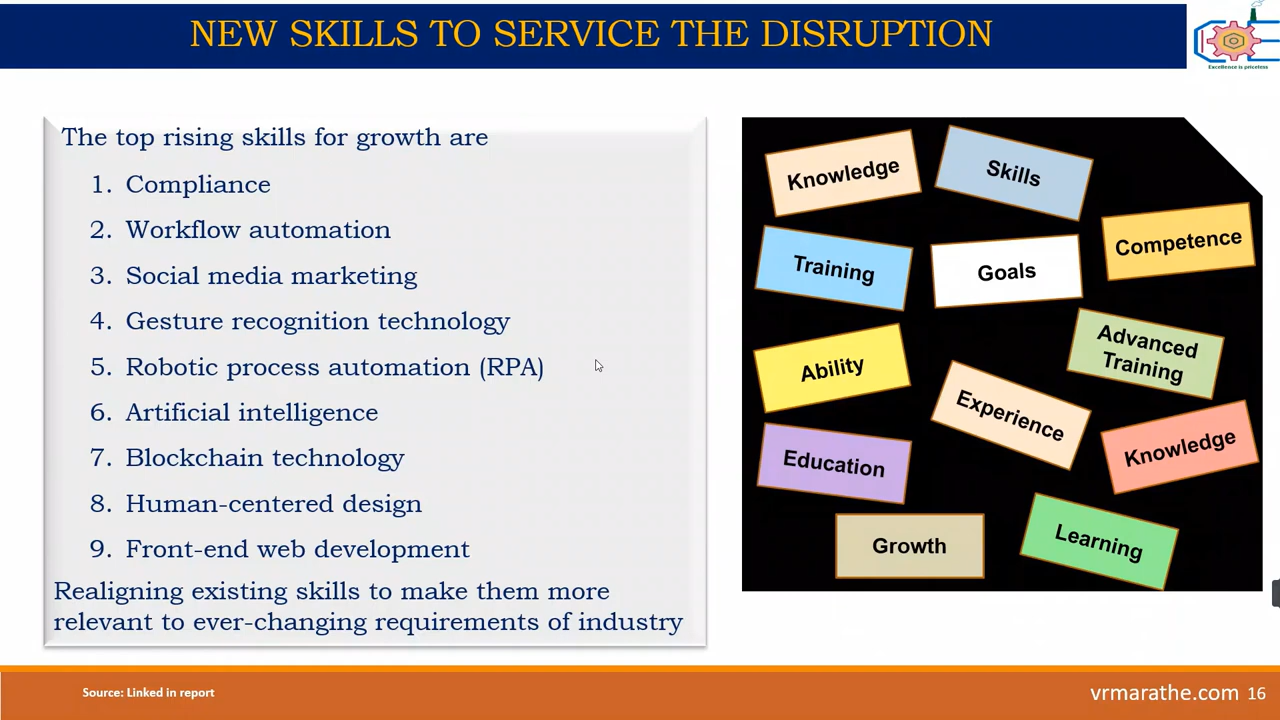 NEW SKILLS TO SERVICE THE DISRUPTION
Excellence is priceless
The top rising skills for growth are
1. Compliance
2. Workflow automation
3. Social media marketing
4. Gesture recognition technology
5. Robotic process automation (RPA)
6. Artificial intelligence
7. Blockchain technology
8. Human-centered design
9. Front-end web development
Realigning existing skills to make them more
relevant to ever-changing requirements of industry
Knowledge
Skills
Competence
Training
Goals
Advanced
Training
Ability
Experience
Knowledge
Education
Growth
Learning
Source: Linked in report
vrmarathe.com 16